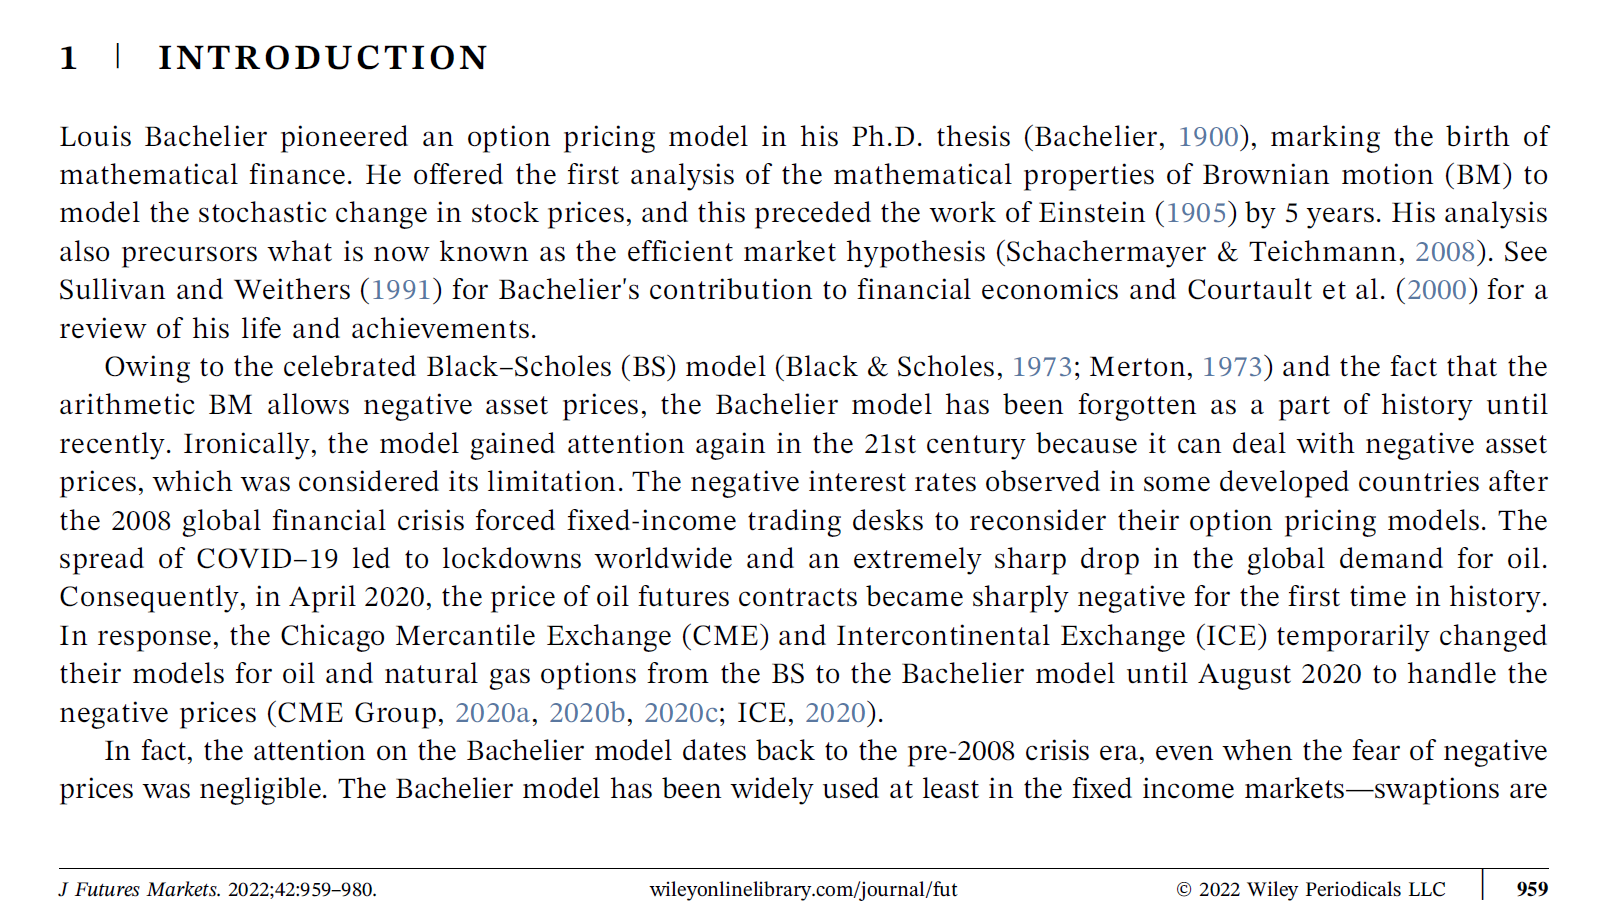 1 | INTRODUCTION
Louis Bachelier pioneered an option pricing model in his Ph.D. thesis (Bachelier, 1900), marking the birth of
mathematical finance. He offered the first analysis of the mathematical properties of Brownian motion (BM) to
model the stochastic change in stock prices, and this preceded the work of Einstein (1905) by 5 years. His analysis
also precursors what is now known as the efficient market hypothesis (Schachermayer & Teichmann, 2008). See
Sullivan and Weithers (1991) for Bachelier's contribution to financial economics and Courtault et al. (2000) for a
review of his life and achievements.
Owing to the celebrated Black–Scholes (BS) model (Black & Scholes, 1973; Merton, 1973) and the fact that the
arithmetic BM allows negative asset prices, the Bachelier model has been forgotten as a part of history until
recently. Ironically, the model gained attention again in the 21st century because it can deal with negative asset
prices, which was considered its limitation. The negative interest rates observed in some developed countries after
the 2008 global financial crisis forced fixed-income trading desks to reconsider their option pricing models. The
spread of COVID–19 led to lockdowns worldwide and an extremely sharp drop in the global demand for oil.
Consequently, in April 2020, the price of oil futures contracts became sharply negative for the first time in history.
In response, the Chicago Mercantile Exchange (CME) and Intercontinental Exchange (ICE) temporarily changed
their models for oil and natural gas options from the BS to the Bachelier model until August 2020 to handle the
negative prices (CME Group, 2020a, 2020b, 2020c; ICE, 2020).
In fact, the attention on the Bachelier model dates back to the pre-2008 crisis era, even when the fear of negative
prices was negligible. The Bachelier model has been widely used at least in the fixed income markets—swaptions are
J Futures Markets. 2022;42:959–980. wileyonlinelibrary.com/journal/fut © 2022 Wiley Periodicals LLC | 959